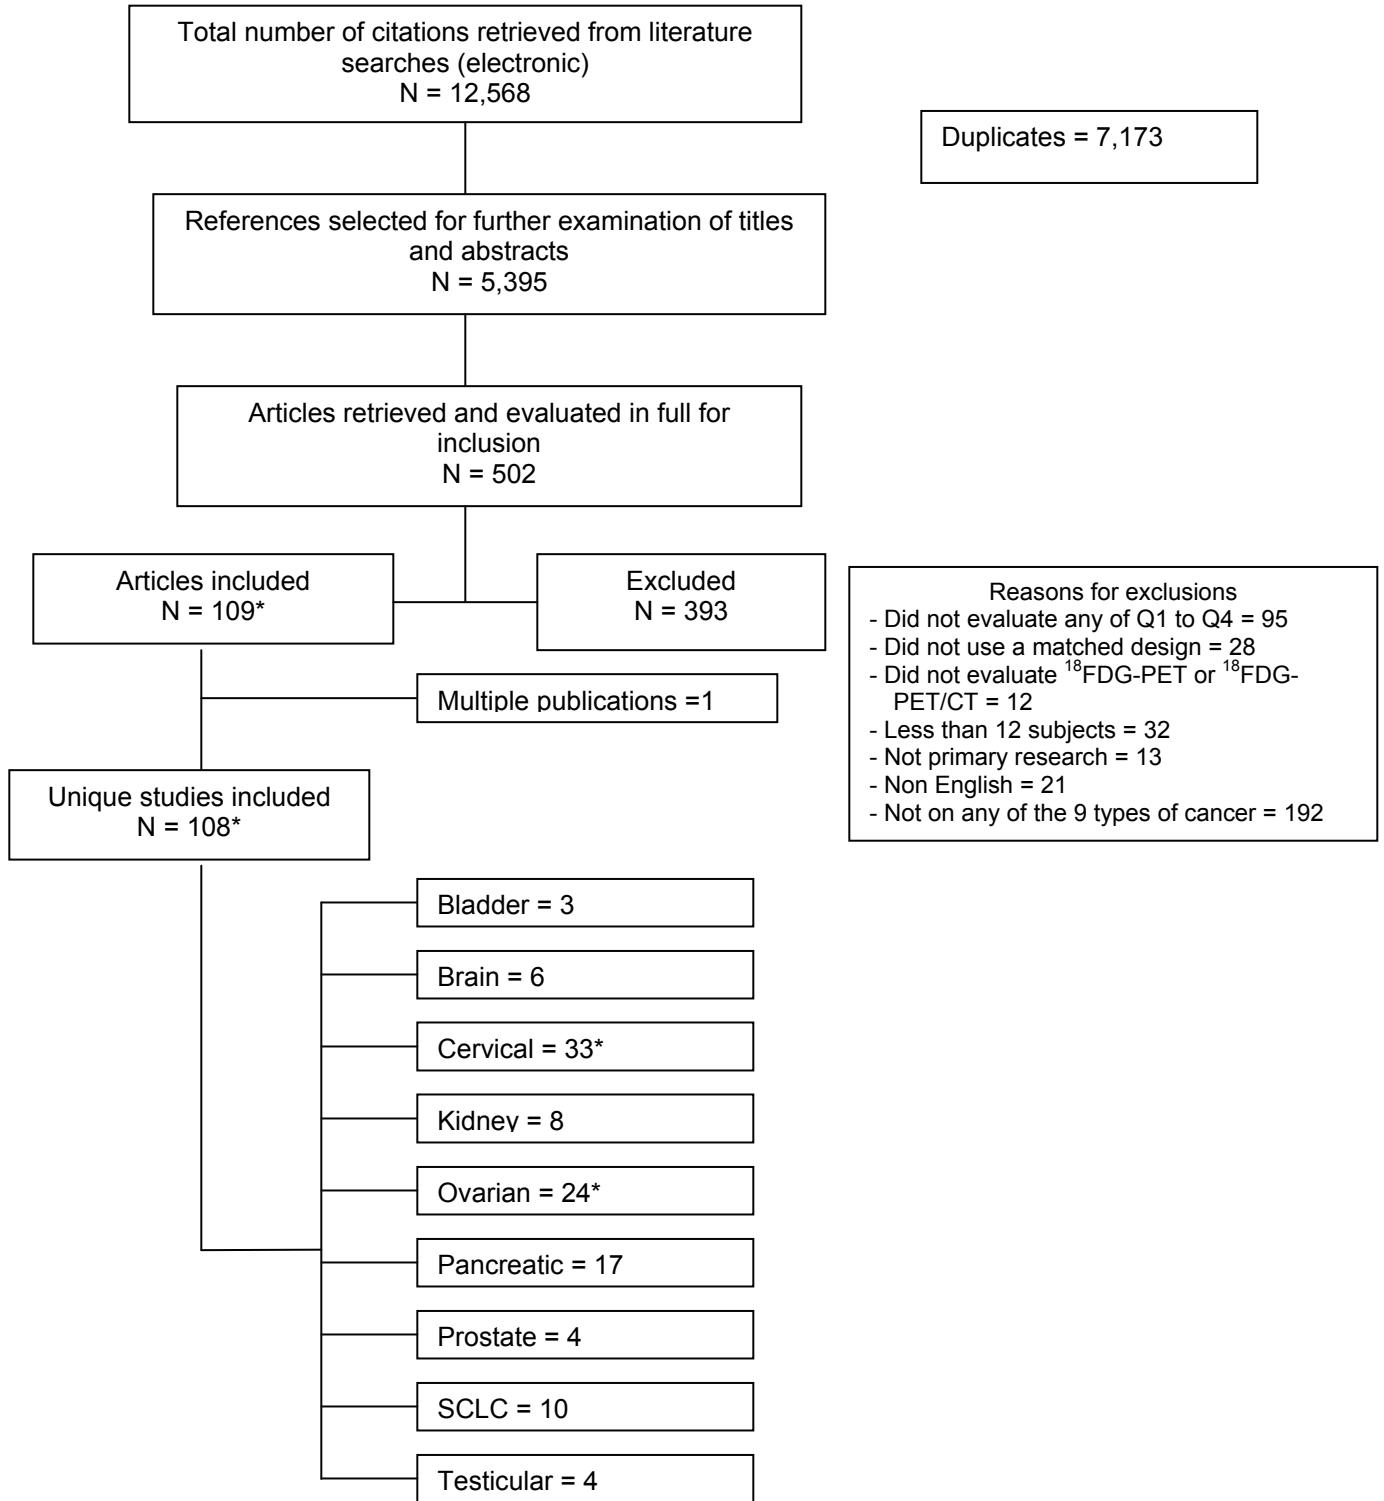 Total number of citations retrieved from literature
searches (electronic)
N = 12,568
Duplicates = 7,173
References selected for further examination of titles
and abstracts
N = 5,395
Articles retrieved and evaluated in full for
inclusion
N = 502
Articles included
N = 109*
Excluded
N = 393
Reasons for exclusions
- Did not evaluate any of Q1 to Q4 = 95
- Did not use a matched design = 28
- Did not evaluate 18FDG-PET or 18FDG-
PET/CT = 12
- Less than 12 subjects = 32
- Not primary research = 13
- Non English = 21
- Not on any of the 9 types of cancer = 192
Multiple publications =1
Unique studies included
N = 108*
Bladder = 3
Brain = 6
Cervical = 33*
Kidney = 8
Ovarian = 24*
Pancreatic = 17
Prostate = 4
SCLC = 10
Testicular = 4